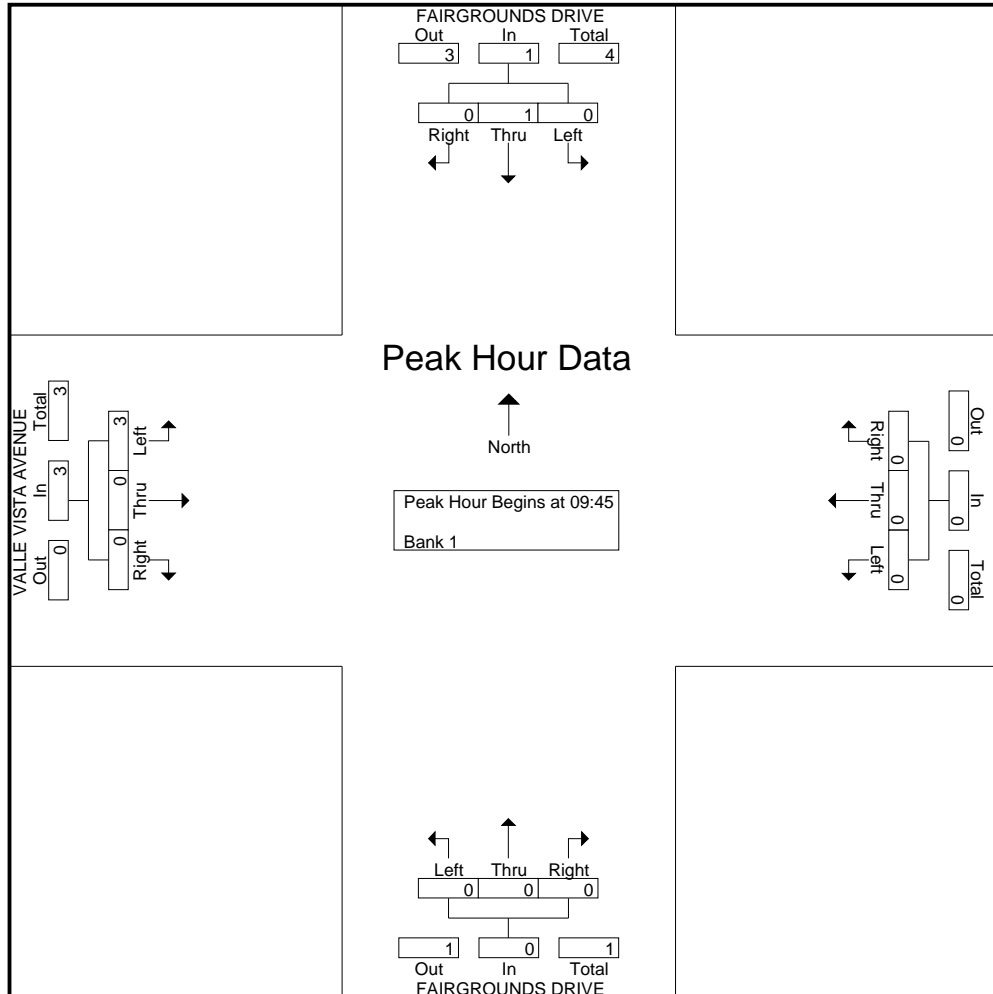 FAIRGROUNDS DRIVE
Out In Total
3 1 4
0 1 0
Right Thru Left
Peak Hour Data
North
Peak Hour Begins at 09:45
Bank 1
VALLE VISTA AVENUE
Out In Total
0 3 3
3 0 0
Left Thru Right
Right Thru Left
0 0 0
Out In Total
0 0 0
Left Thru Right
0 0 0
1 0 1
Out In Total
FAIRGROUNDS DRIVE